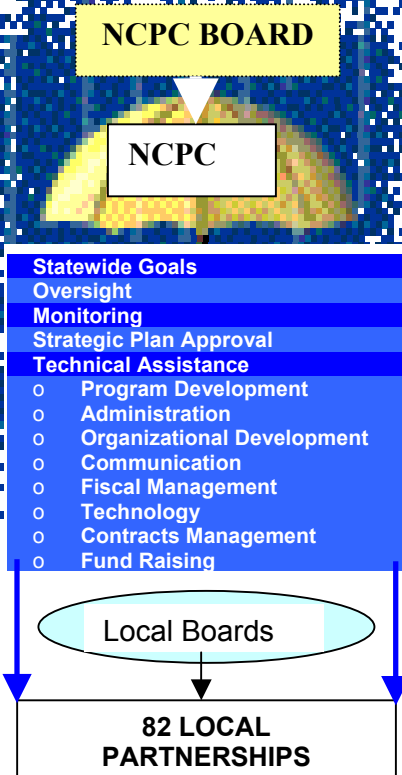 NCPC BOARD
NCPC
Statewide Goals
Oversight
Monitoring
Strategic Plan Approval
Technical Assistance
o Program Development
o Administration
o Organizational Development
o Communication
o Fiscal Management
o Technology
o Contracts Management
o Fund Raising
Local Boards
82 LOCAL
PARTNERSHIPS